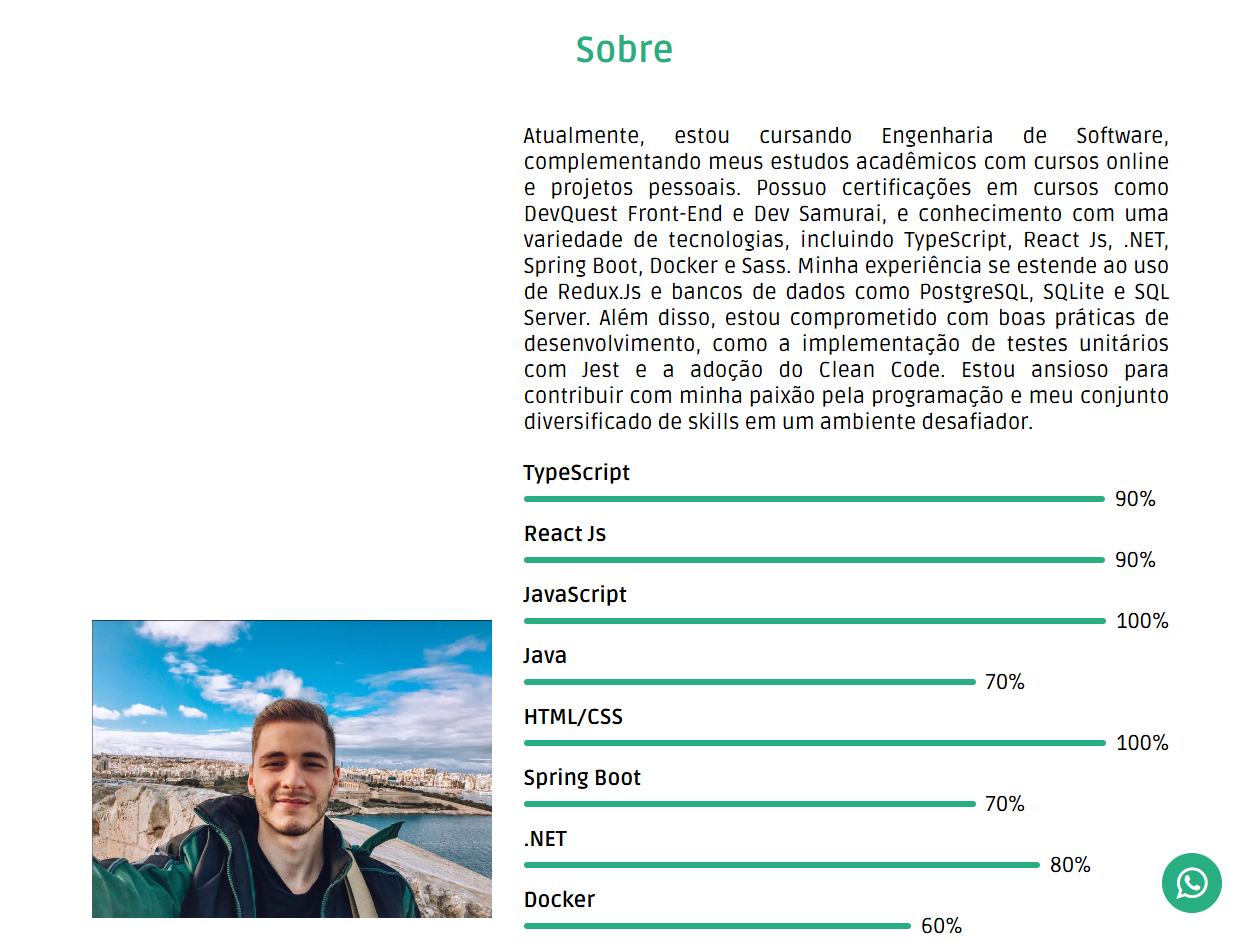 Sobre
Atualmente, estou cursando Engenharia de Software,
complementando meus estudos acadêmicos com cursos online
e projetos pessoais. Possuo certificações em cursos como
DevQuest Front-End e Dev Samurai, e conhecimento com uma
variedade de tecnologias, incluindo TypeScript, React Js, .NET,
Spring Boot, Docker e Sass. Minha experiência se estende ao uso
de Redux.Js e bancos de dados como PostgreSQL, SQLite e SQL
Server. Além disso, estou comprometido com boas práticas de
desenvolvimento, como a implementação de testes unitários
com Jest e a adoção do Clean Code. Estou ansioso para
contribuir com minha paixão pela programação e meu conjunto
diversificado de skills em um ambiente desafiador.
TypeScript
90%
React Js
90%
JavaScript
100%
Java
70%
HTML/CSS
100%
Spring Boot
70%
.NET
80%
Docker
60%